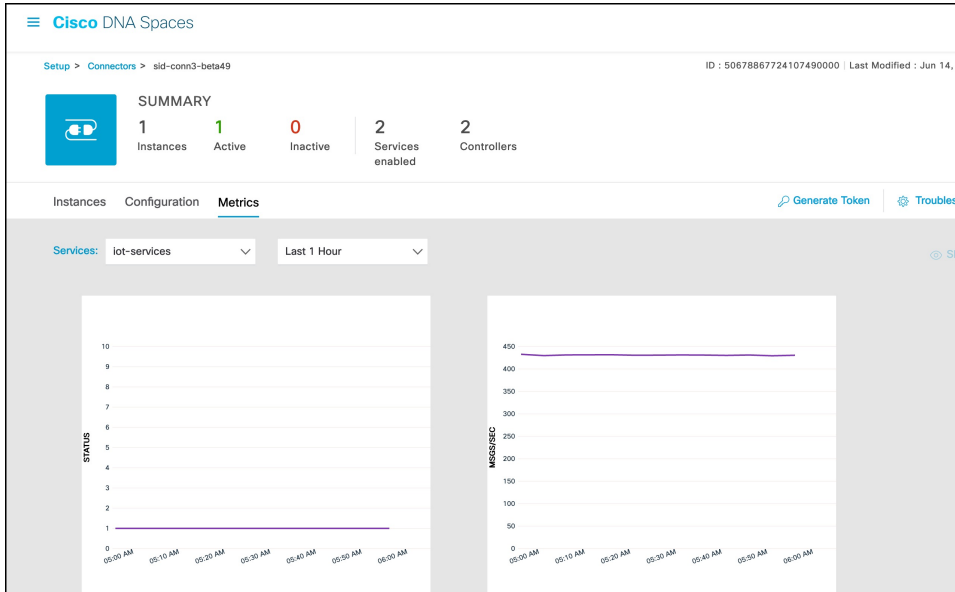 Cisco DNA Spaces
Setup > Connectors > sid-conn3-beta49
ID : 50678867724107490000 | Last Modified : Jun 14,
SUMMARY
1 1 0 2 2
Instances Active Inactive Services enabled Controllers
Instances Configuration Metrics
Generate Token
Services: iot-services Last 1 Hour
10
9
8
7
6
5
4
3
2
1
0
STATUS
05:00 AM 05:10 AM 05:20 AM 05:30 AM 05:40 AM 05:50 AM 06:00 AM
450
400
350
300
250
200
150
100
50
0
MSGS/SEC
05:00 AM 05:10 AM 05:20 AM 05:30 AM 05:40 AM 05:50 AM 06:00 AM